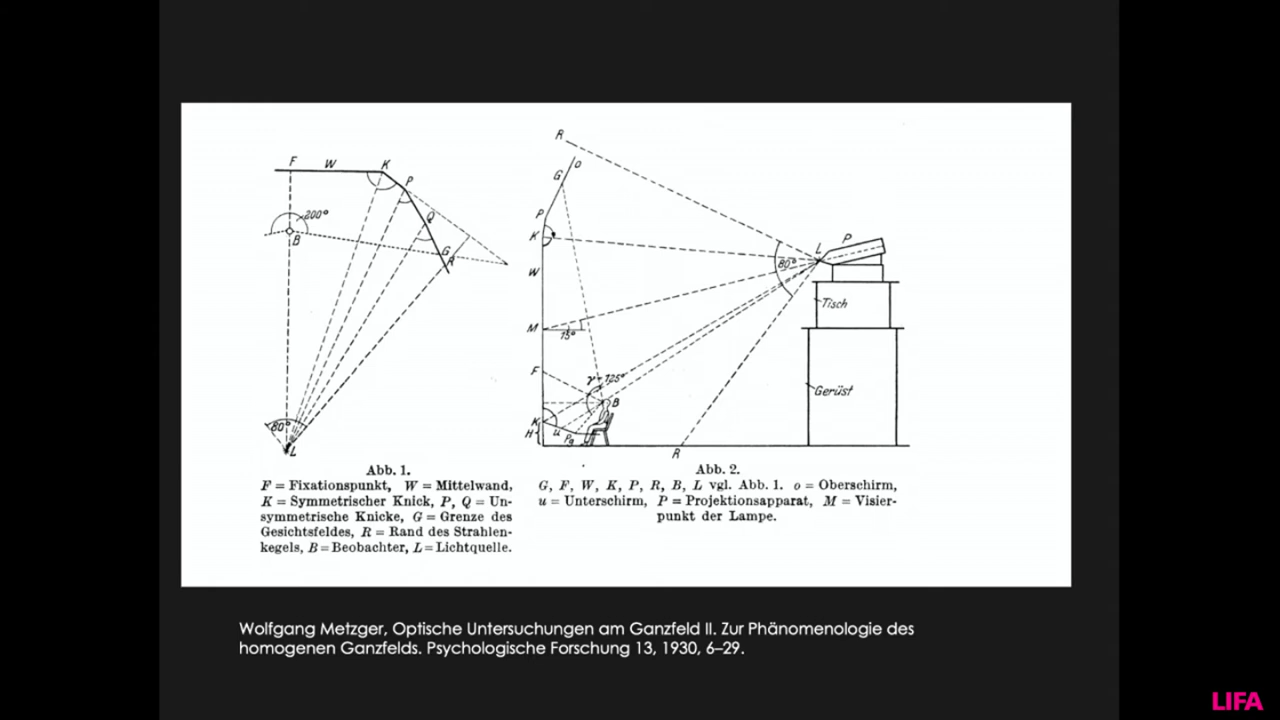 F
W
K
P
Q
200°
B
G
R
80°
L
Abb. 1.
F = Fixationspunkt, W = Mittelwand,
K = Symmetrischer Knick, P, Q = Un-
symmetrische Knicke, G = Grenze des
Gesichtsfeldes, R = Rand des Strahlen-
kegels, B = Beobachter, L = Lichtquelle.
R
o
G
P
K
W
L
P
80°
Tisch
M
15°
F
γ
125°
B
Gerüst
K
H
u
R
Abb. 2.
G, F, W, K, P, R, B, L vgl. Abb. 1. o = Oberschirm,
u = Unterschirm, P = Projektionsapparat, M = Visier-
punkt der Lampe.
Wolfgang Metzger, Optische Untersuchungen am Ganzfeld II. Zur Phänomenologie des
homogenen Ganzfelds. Psychologische Forschung 13, 1930, 6–29.
LIFA